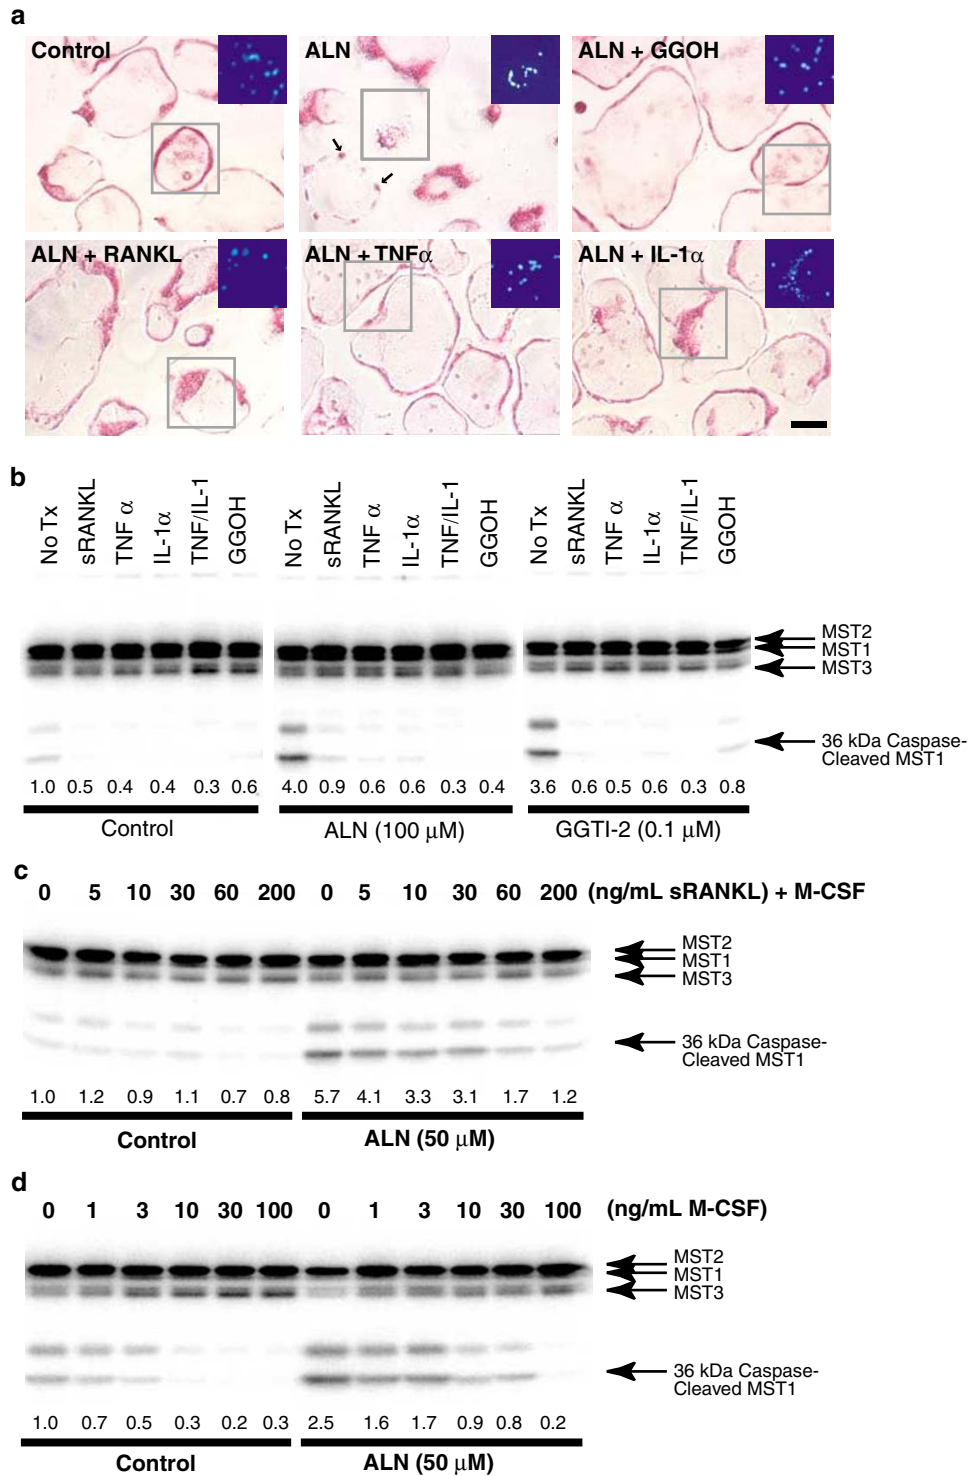 a
Control
ALN
ALN + GGOH
ALN + RANKL
ALN + TNFα
ALN + IL-1α
b
No Tx sRANKL TNF α IL-1α TNF/IL-1 GGOH No Tx sRANKL TNF α IL-1α TNF/IL-1 GGOH No Tx sRANKL TNF α IL-1α TNF/IL-1 GGOH
MST2
MST1
MST3
36 kDa Caspase-
Cleaved MST1
1.0 0.5 0.4 0.4 0.3 0.6 4.0 0.9 0.6 0.6 0.3 0.4 3.6 0.6 0.5 0.6 0.3 0.8
Control ALN (100 μM) GGTI-2 (0.1 μM)
c
0 5 10 30 60 200 0 5 10 30 60 200 (ng/mL sRANKL) + M-CSF
MST2
MST1
MST3
36 kDa Caspase-
Cleaved MST1
1.0 1.2 0.9 1.1 0.7 0.8 5.7 4.1 3.3 3.1 1.7 1.2
Control ALN (50 μM)
d
0 1 3 10 30 100 0 1 3 10 30 100 (ng/mL M-CSF)
MST2
MST1
MST3
36 kDa Caspase-
Cleaved MST1
1.0 0.7 0.5 0.3 0.2 0.3 2.5 1.6 1.7 0.9 0.8 0.2
Control ALN (50 μM)